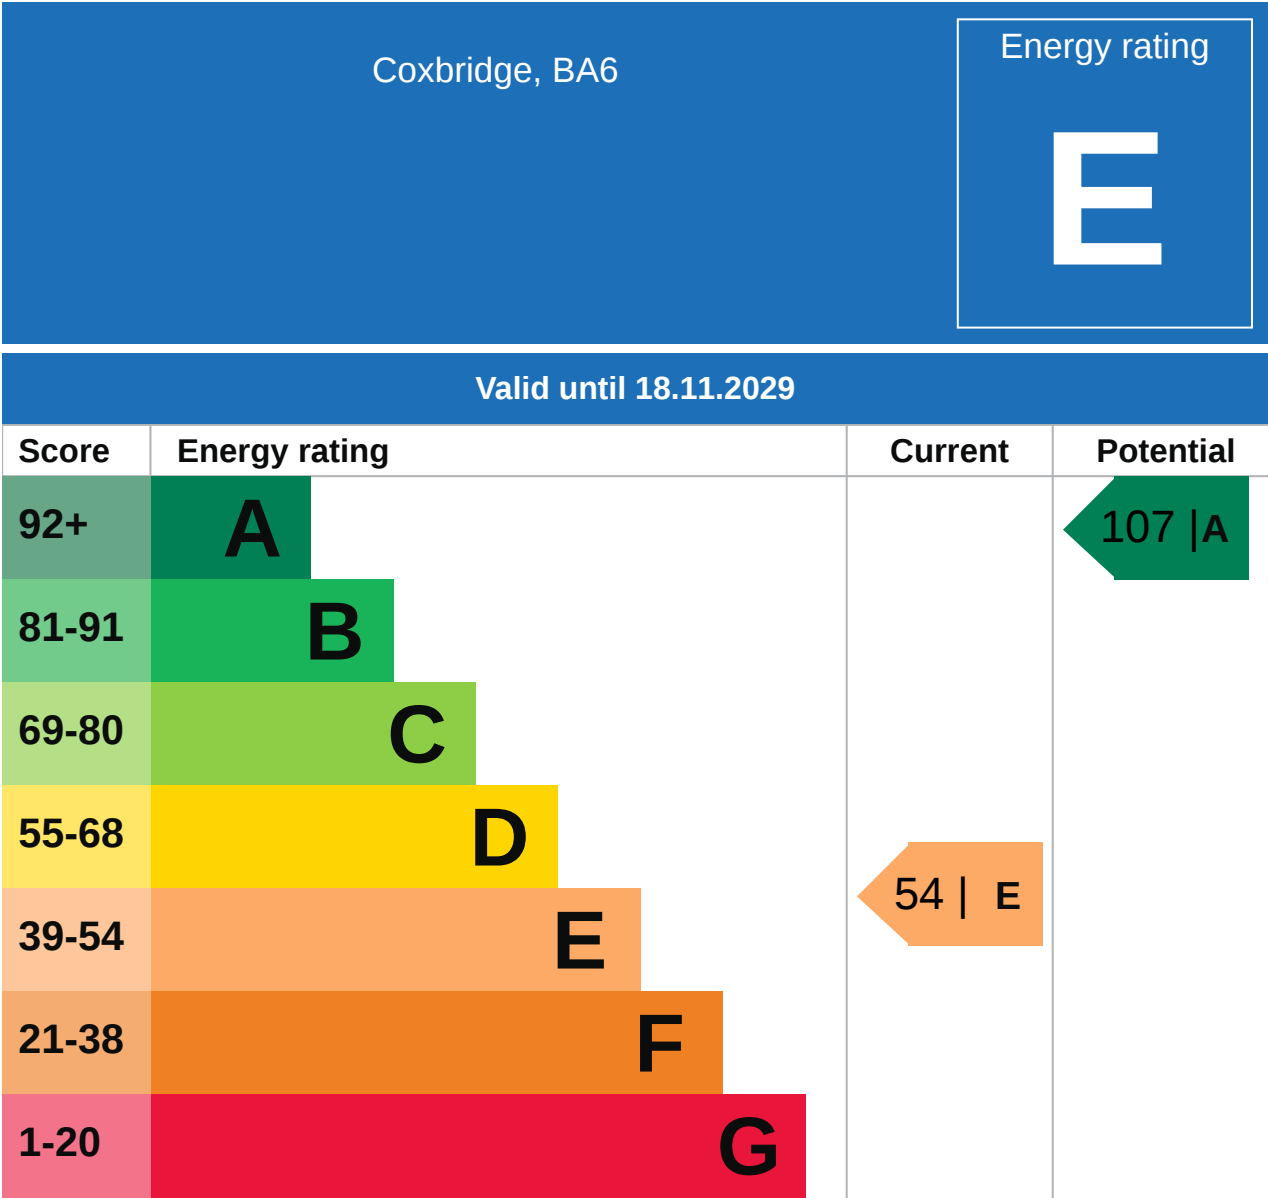 Coxbridge, BA6
Energy rating
E
Valid until 18.11.2029
Score Energy rating Current Potential
92+ A 107 |A
81-91 B
69-80 C
55-68 D
54 | E
39-54 E
21-38 F
1-20 G